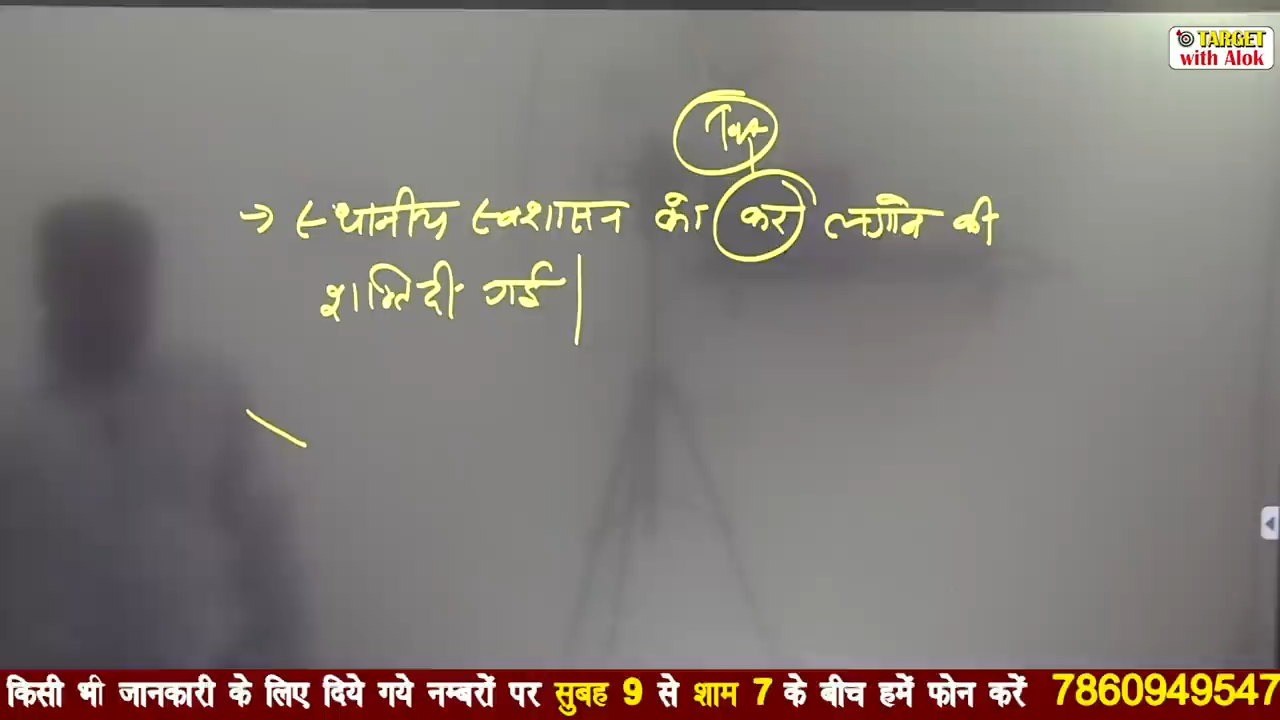 TARGET
with Alok
Tax
→ स्थानीय स्वशासन को कर लगाने की
शक्ति दी गई|
किसी भी जानकारी के लिए दिये गये नम्बरों पर सुबह 9 से शाम 7 के बीच हमें फोन करें 7860949547